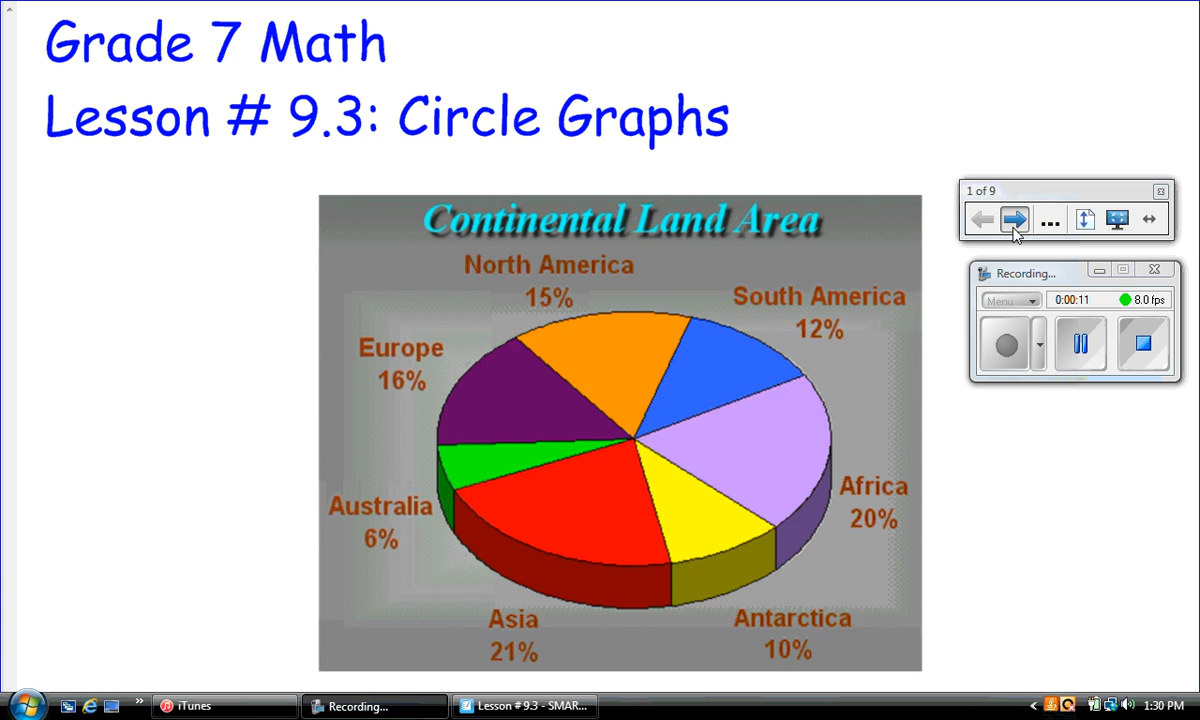 Grade 7 Math
Lesson # 9.3: Circle Graphs
1 of 9
Continental Land Area
North America
15%
South America
12%
Recording...
Menu
0:00:11
8.0 fps
Europe
16%
Africa
20%
Australia
6%
Asia
21%
Antarctica
10%
iTunes
Recording...
Lesson # 9.3 - SMAR...
1:30 PM